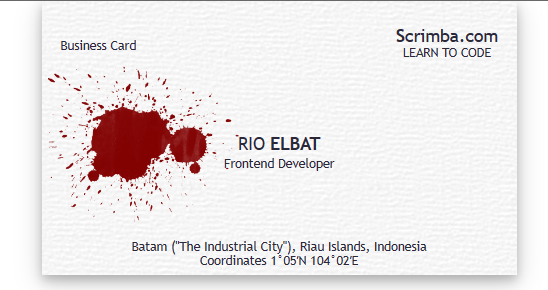 Business Card
Scrimba.com
LEARN TO CODE
RIO ELBAT
Frontend Developer
Batam ("The Industrial City"), Riau Islands, Indonesia
Coordinates 1°05'N 104°02'E